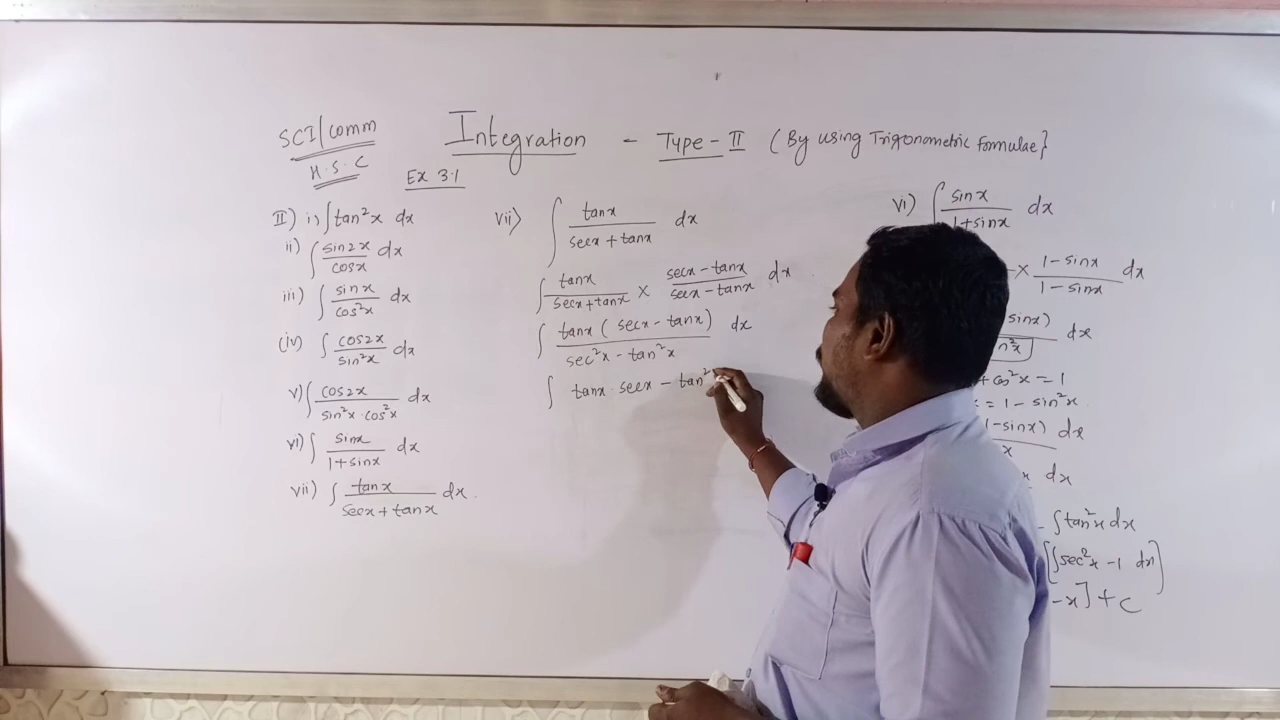 SCI/comm
H.S.C
Integration - Type - II (By using Trigonometric Formulae}
Ex 3.1
II) i) ∫tan²x dx
ii) ∫ sin2x/cosx dx
iii) ∫ sinx/cos²x dx
(iv) ∫ cos2x/sin²x dx
v) ∫ cos2x/sin²x·cos²x dx
vi) ∫ sinx/1+sinx dx
vii) ∫ tanx/secx+tanx dx.
vii) ∫ tanx/secx+tanx dx
∫ tanx/secx+tanx × secx-tanx/secx-tanx dx
∫ tanx(secx-tanx)/sec²x-tan²x dx
∫ tanx·secx-tan²
vi) ∫ sinx/1+sinx dx
× 1-sinx/1-sinx dx
sinx) dx
cos²x = 1
= 1 - sin²x.
-sinx)/x dx
dx
- ∫tan²x dx
[∫sec²x -1 dx]
-x] + C